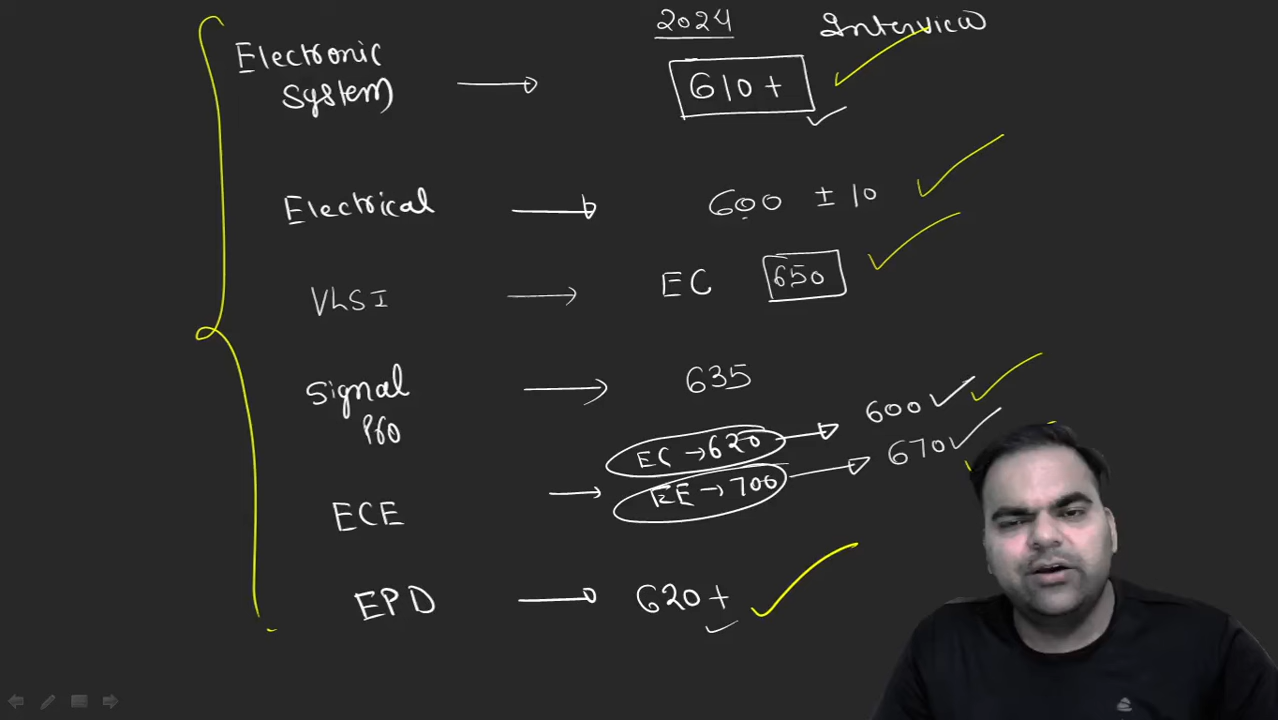 2024 Interview
Electronic
System → 610+
Electrical → 600 ± 10
VLSI → EC 650
Signal → 635
EC → 620 → 600
EE → 700 → 670
ECE →
EPD → 620+